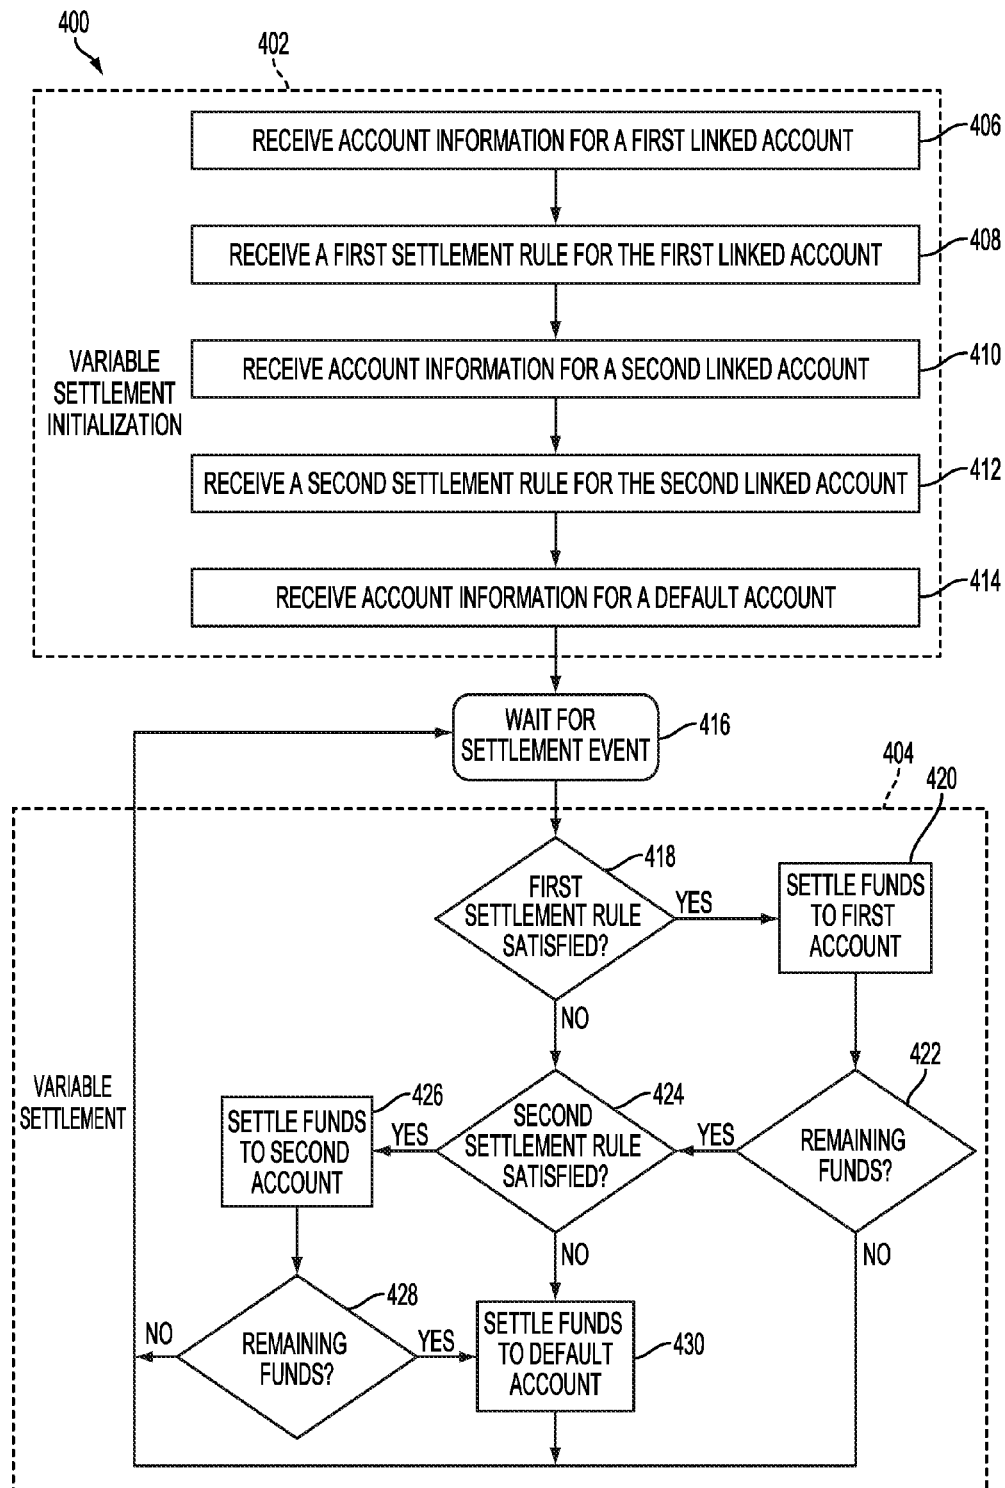 400
402
RECEIVE ACCOUNT INFORMATION FOR A FIRST LINKED ACCOUNT
406
RECEIVE A FIRST SETTLEMENT RULE FOR THE FIRST LINKED ACCOUNT
408
VARIABLE
SETTLEMENT
INITIALIZATION
RECEIVE ACCOUNT INFORMATION FOR A SECOND LINKED ACCOUNT
410
RECEIVE A SECOND SETTLEMENT RULE FOR THE SECOND LINKED ACCOUNT
412
RECEIVE ACCOUNT INFORMATION FOR A DEFAULT ACCOUNT
414
WAIT FOR
SETTLEMENT EVENT
416
404
420
418
FIRST
SETTLEMENT RULE
SATISFIED?
YES
SETTLE FUNDS
TO FIRST
ACCOUNT
NO
422
VARIABLE
SETTLEMENT
426
SETTLE FUNDS
TO SECOND
ACCOUNT
YES
424
SECOND
SETTLEMENT RULE
SATISFIED?
YES
REMAINING
FUNDS?
NO
NO
428
NO
REMAINING
FUNDS?
YES
SETTLE FUNDS
TO DEFAULT
ACCOUNT
430